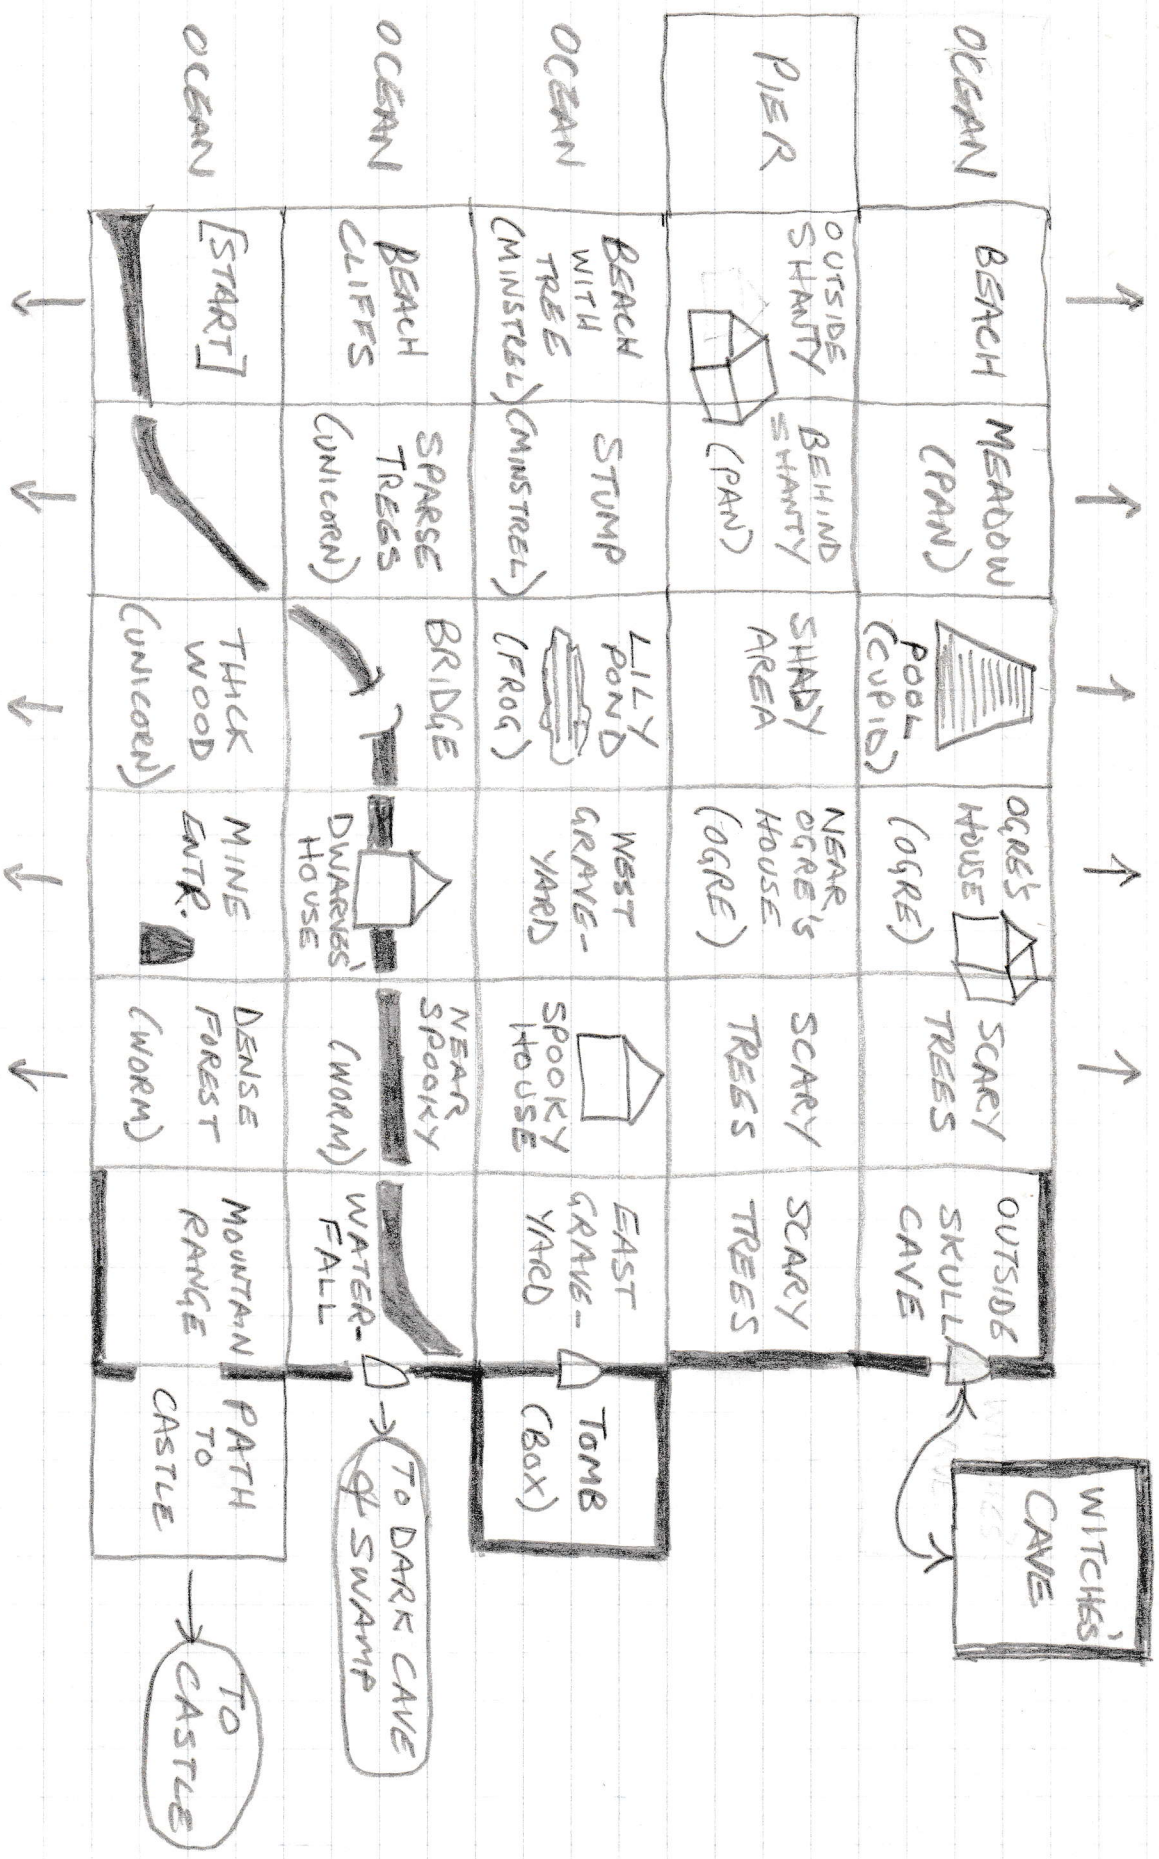 WITCHES'
CAVE
OCEAN
BEACH
MEADOW
(PAN)
POOL
(CUPID)
OGRE'S
HOUSE
(OGRE)
SCARY
TREES
OUTSIDE
SKULL
CAVE
PIER
OUTSIDE
SHANTY
BEHIND
SHANTY
(PAN)
SHADY
AREA
NEAR
OGRE'S
HOUSE
(OGRE)
SCARY
TREES
SCARY
TREES
OCEAN
BEACH
WITH
TREE
(MINSTREL)
STUMP
(MINSTREL)
LILY
POND
(FROG)
WEST
GRAVE-
YARD
SPOOKY
HOUSE
EAST
GRAVE-
YARD
TOMB
(BOX)
OCEAN
BEACH
CLIFFS
SPARSE
TREES
(UNICORN)
BRIDGE
DWARVES'
HOUSE
NEAR
SPOOKY
(WORM)
WATER-
FALL
TO DARK CAVE
& SWAMP
OCEAN
[START]
THICK
WOOD
(UNICORN)
MINE
ENTR.
DENSE
FOREST
(WORM)
MOUNTAIN
RANGE
PATH
TO
CASTLE
TO
CASTLE